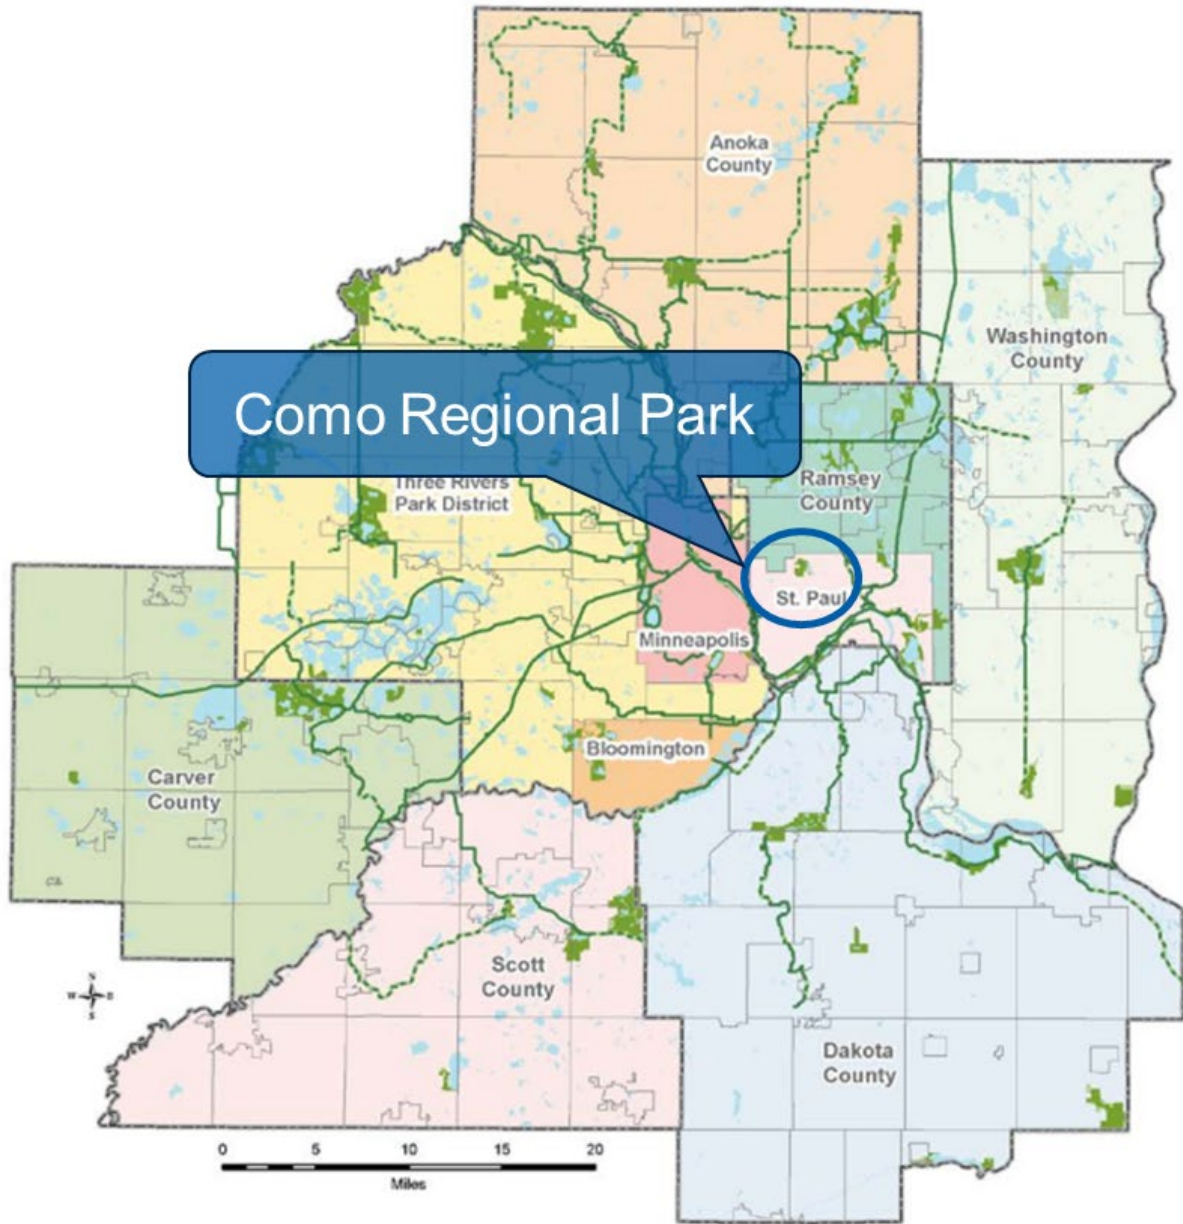 Anoka
County
Washington
County
Como Regional Park
Three Rivers
Park District
Ramsey
County
St. Paul
Minneapolis
Bloomington
Carver
County
Scott
County
Dakota
County
N
W E
S
0 5 10 15 20
Miles